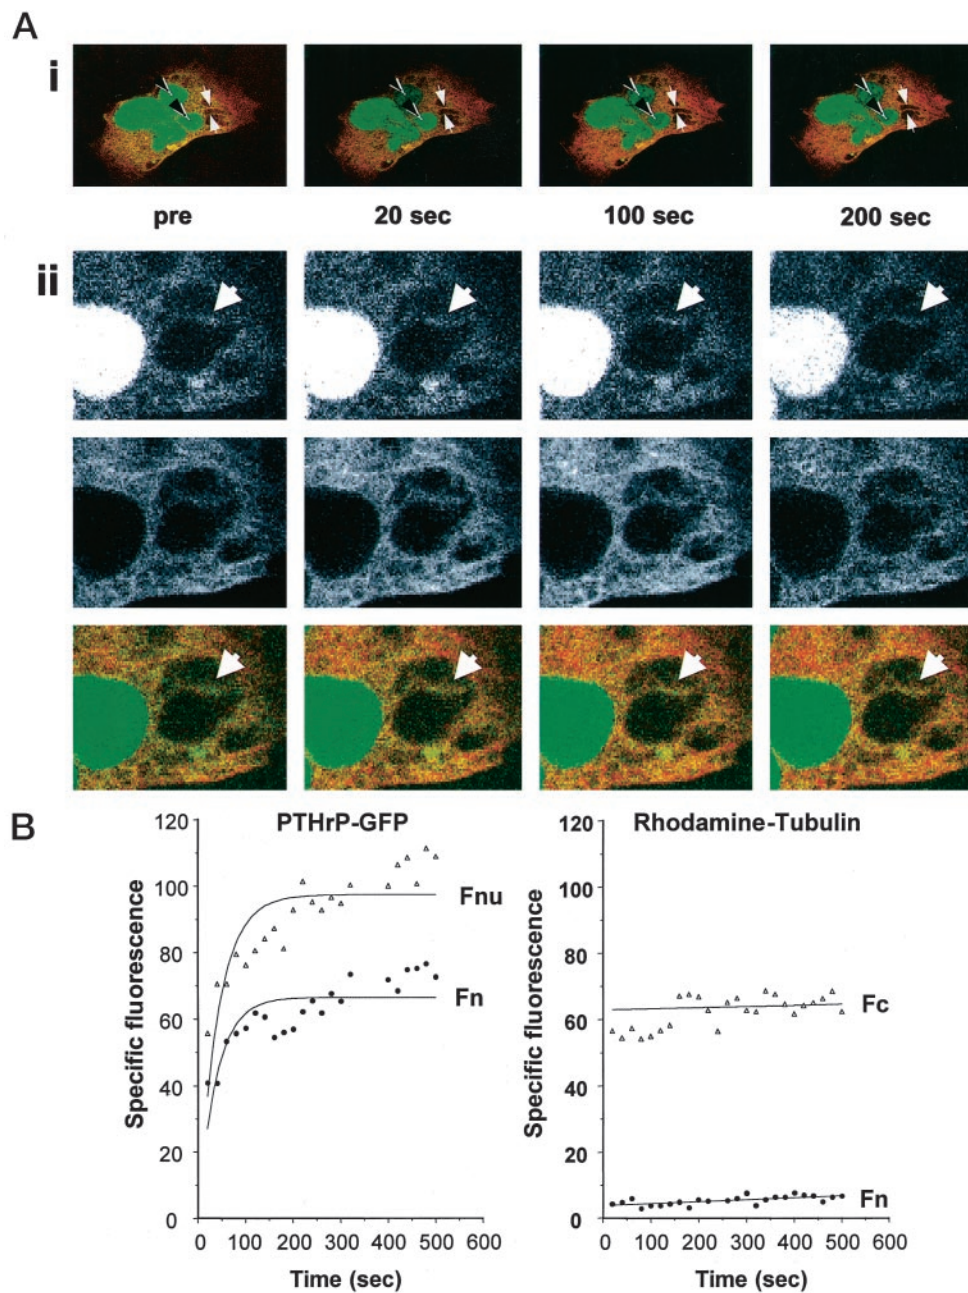 A
i
pre 20 sec 100 sec 200 sec
ii
B
PTHrP-GFP
Specific fluorescence
120
100
80
60
40
20
0
Fnu
Fn
0 100 200 300 400 500 600
Time (sec)
Rhodamine-Tubulin
Specific fluorescence
120
100
80
60
40
20
0
Fc
Fn
0 100 200 300 400 500 600
Time (sec)